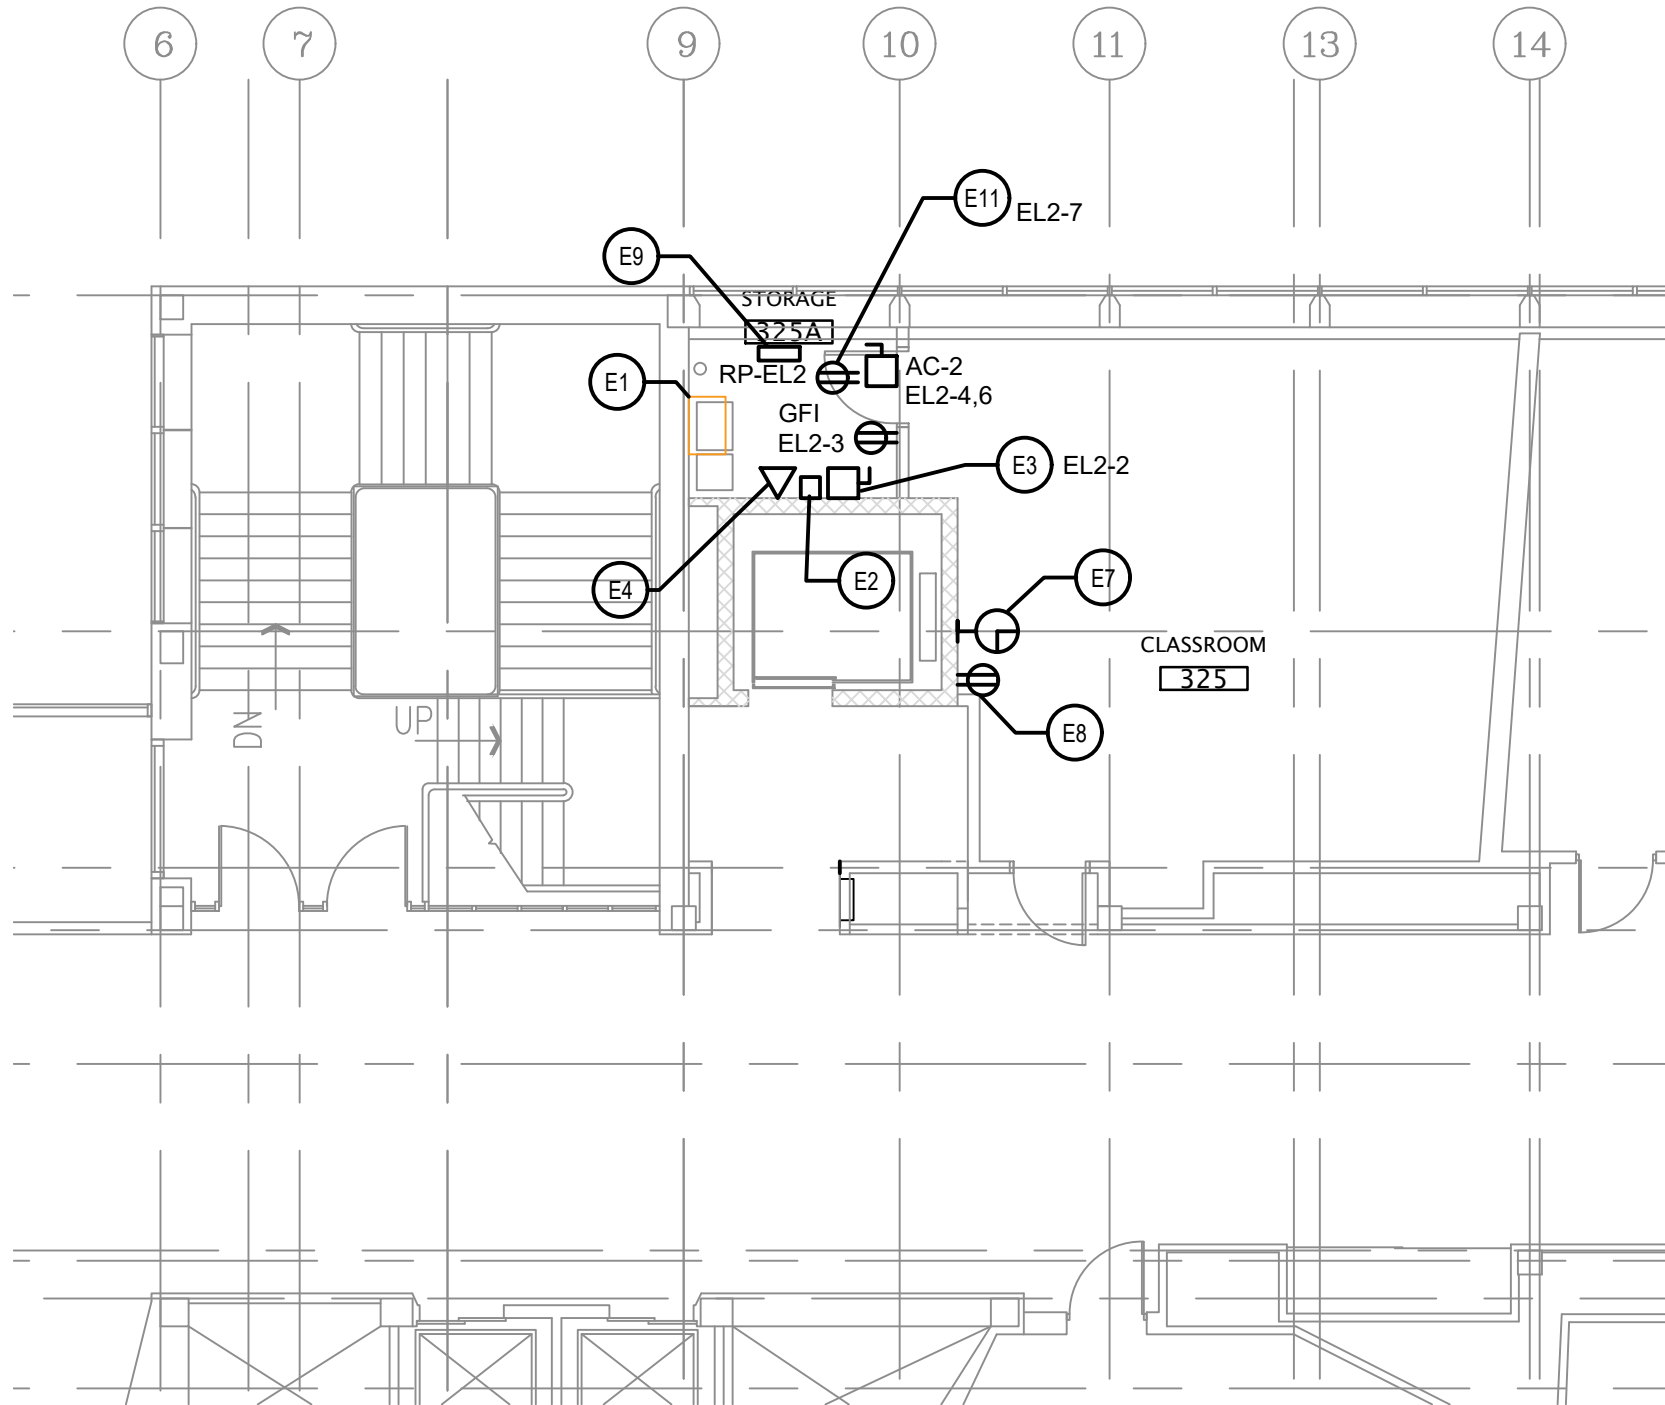 6
7
9
10
11
13
14
E11
EL2-7
E9
STORAGE
325A
E1
RP-EL2
AC-2
EL2-4,6
GFI
EL2-3
E3
EL2-2
E4
E2
E7
CLASSROOM
325
DN
UP
E8